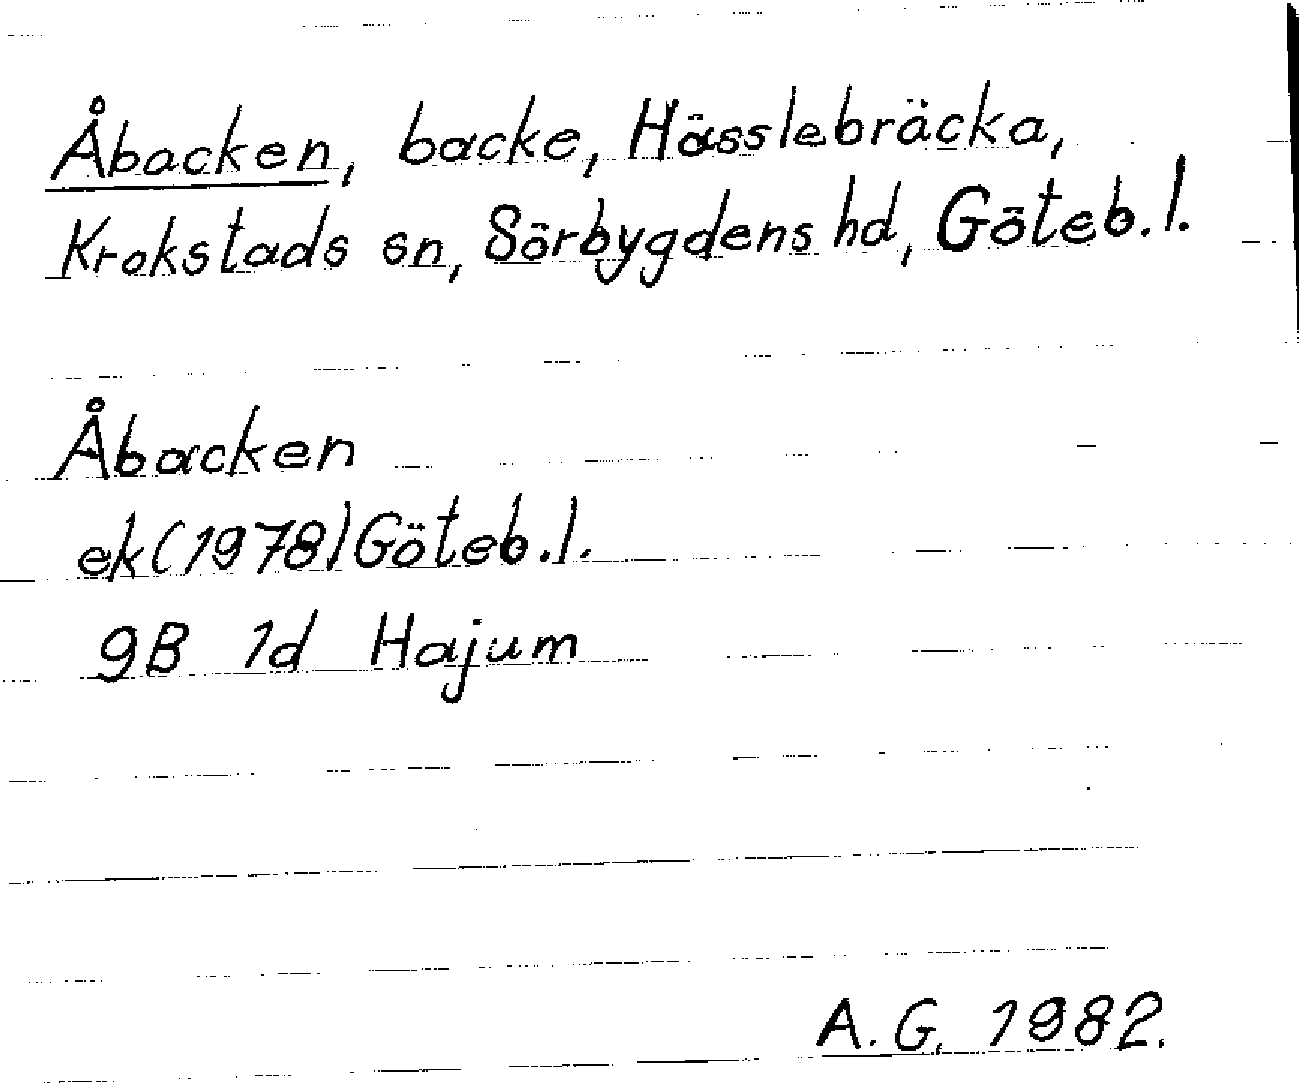 Åbacken, backe, Hässlebräcka,
Krokstads sn, Sörbygdens hd, Göteb.l.
Åbacken
ek(1978)Göteb.l.
9B 1d Hajum
A.G. 1982.